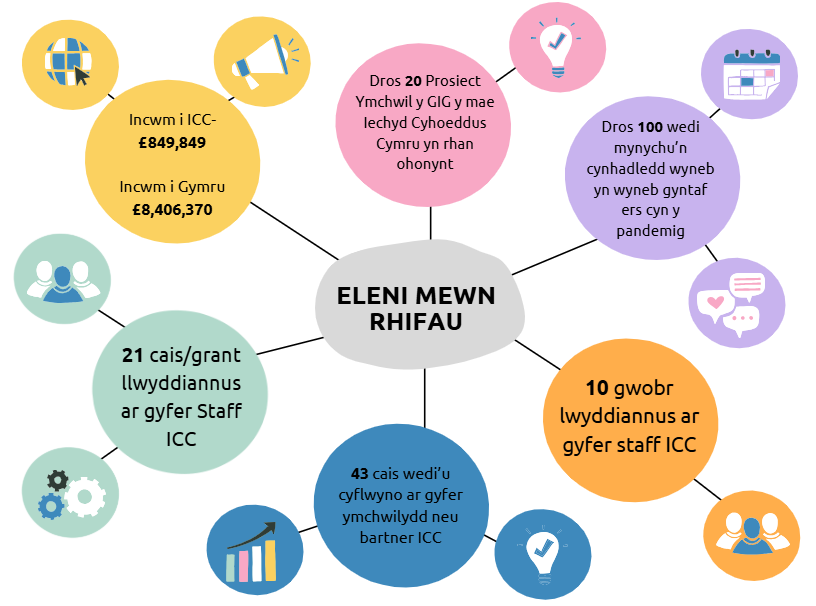 Incwm i ICC-
£849,849
Incwm i Gymru
£8,406,370
Dros 20 Prosiect
Ymchwil y GIG y mae
Iechyd Cyhoeddus
Cymru yn rhan
ohonynt
Dros 100 wedi
mynychu’n
cynhadledd wyneb
yn wyneb gyntaf
ers cyn y
pandemig
ELENI MEWN
RHIFAU
21 cais/grant
llwyddiannus
ar gyfer Staff
ICC
10 gwobr
lwyddiannus ar
gyfer staff ICC
43 cais wedi’u
cyflwyno ar gyfer
ymchwilydd neu
bartner ICC